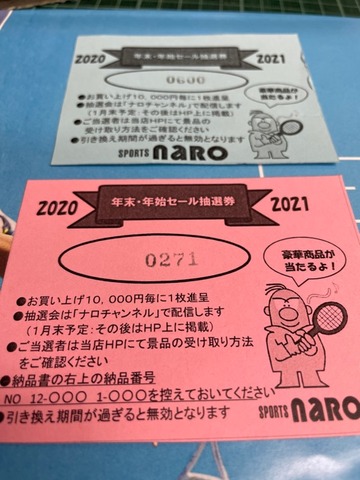 2020
年末・年始セール抽選券
2021
0600
●お買い上げ10,000円毎に1枚進呈
●抽選会は「ナロチャンネル」で配信します
(1月末予定:その後はHP上に掲載)
●ご当選者は当店HPにて景品の
受け取り方法をご確認ください
●引き換え期間が過ぎると無効となります
豪華商品が
当たるよ!
SPORTS NARO
2020
年末・年始セール抽選券
2021
0271
●お買い上げ10,000円毎に1枚進呈
●抽選会は「ナロチャンネル」で配信します
(1月末予定:その後はHP上に掲載)
●ご当選者は当店HPにて景品の受け取り方法
をご確認ください
●納品書の右上の納品番号
NO 12-〇〇〇 1-〇〇〇を控えておいてください
●引き換え期間が過ぎると無効となります
豪華商品が
当たるよ!
SPORTS NARO